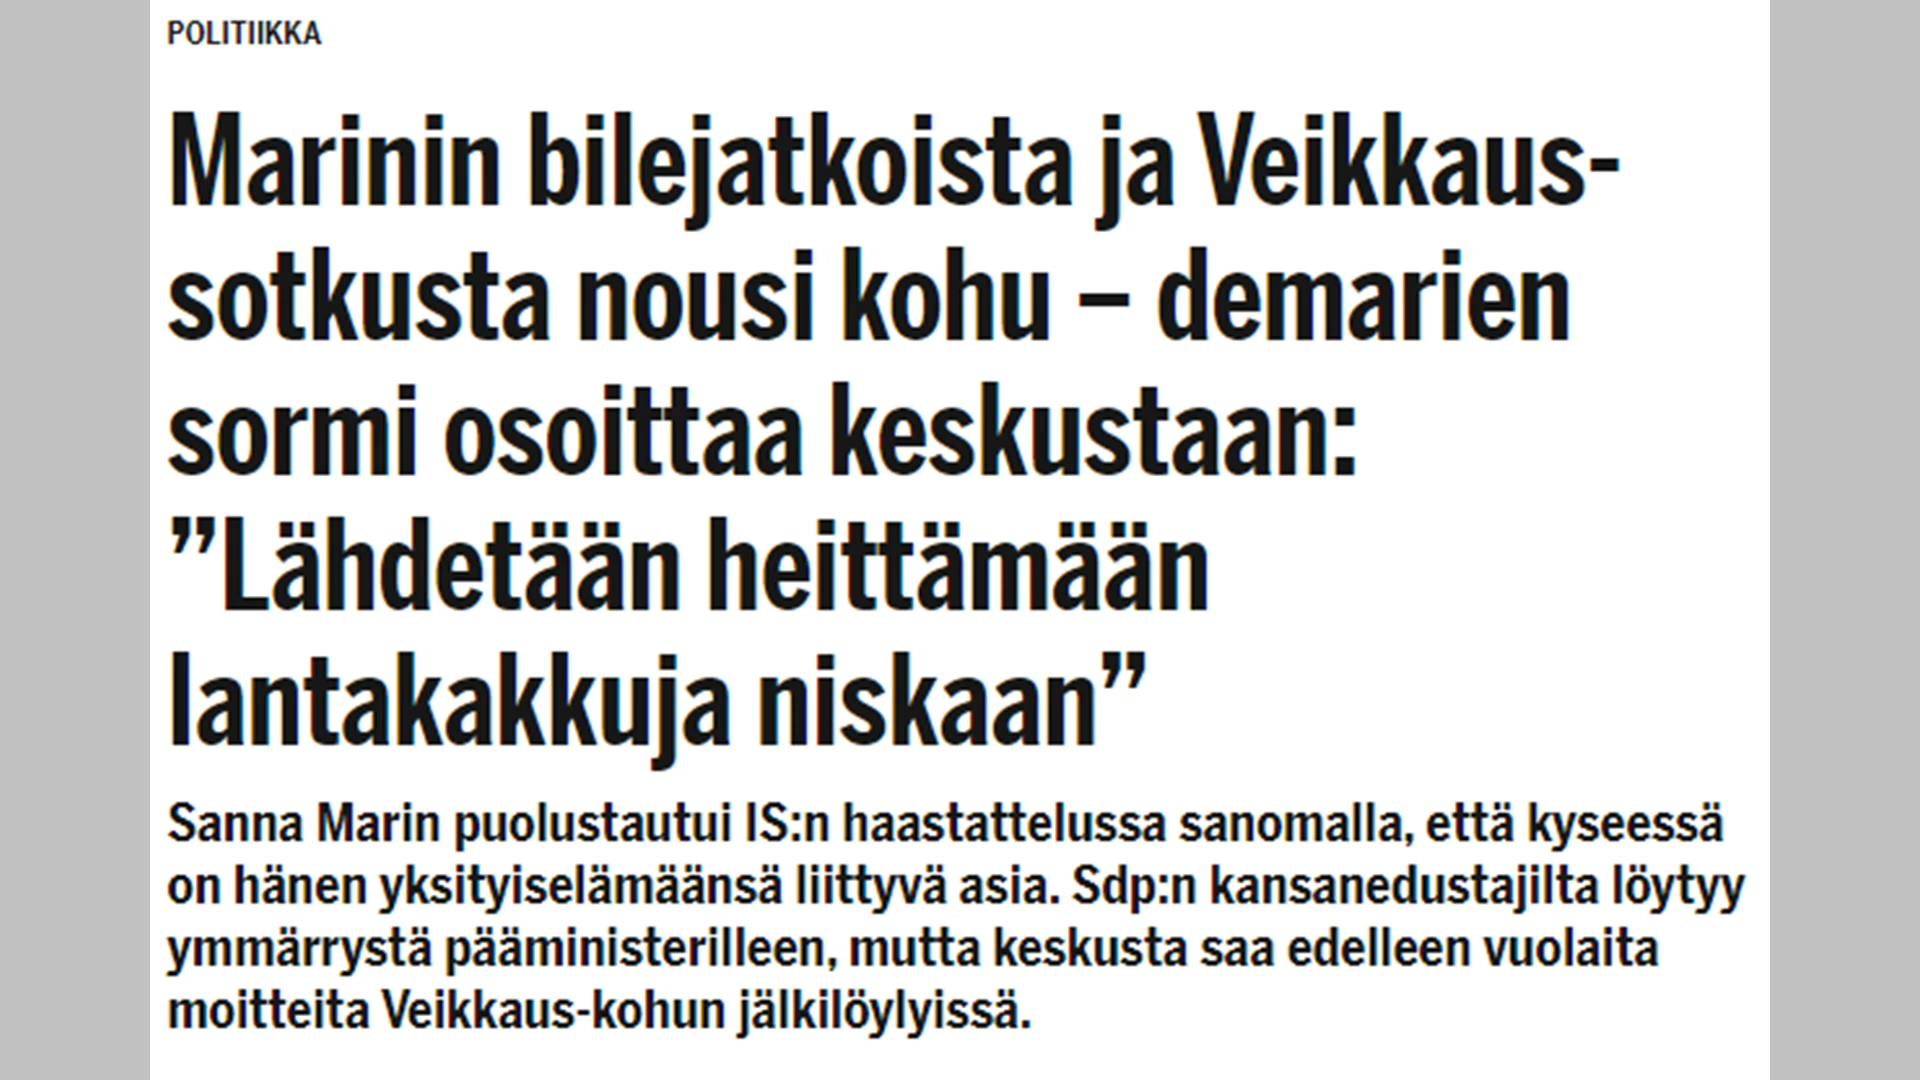 POLITIIKKA
Marinin bilejatkoista ja Veikkaus-
sotkusta nousi kohu – demarien
sormi osoittaa keskustaan:
”Lähdetään heittämään
lantakakkuja niskaan”
Sanna Marin puolustautui IS:n haastattelussa sanomalla, että kyseessä
on hänen yksityiselämäänsä liittyvä asia. Sdp:n kansanedustajilta löytyy
ymmärrystä pääministerilleen, mutta keskusta saa edelleen vuolaita
moitteita Veikkaus-kohun jälkilöylyissä.